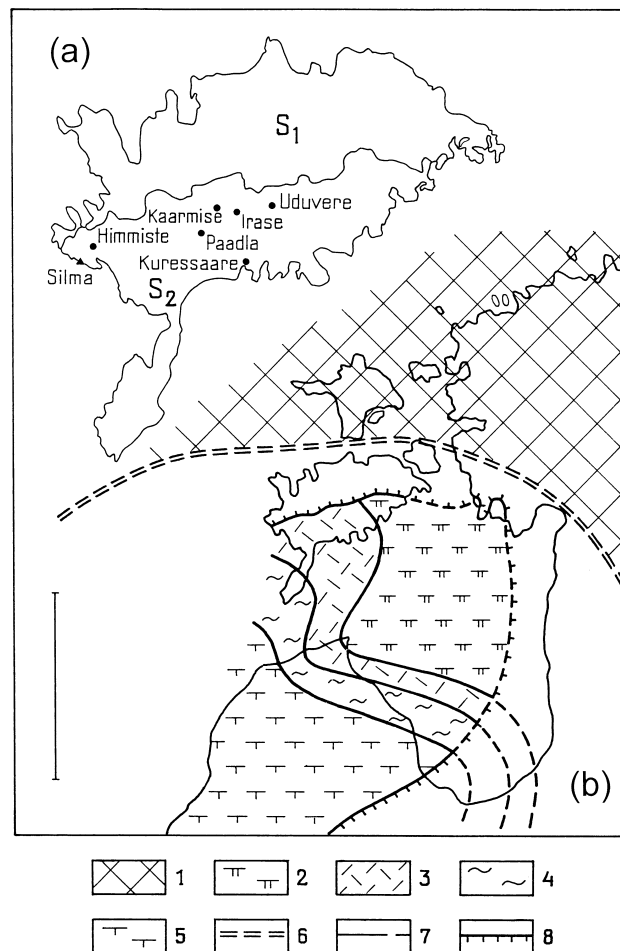 (a)
S1
Uduvere
Kaarmise
Irase
Himmiste
Paadla
Silma
Kuressaare
S2
(b)
1 2 3 4
5 6 7 8